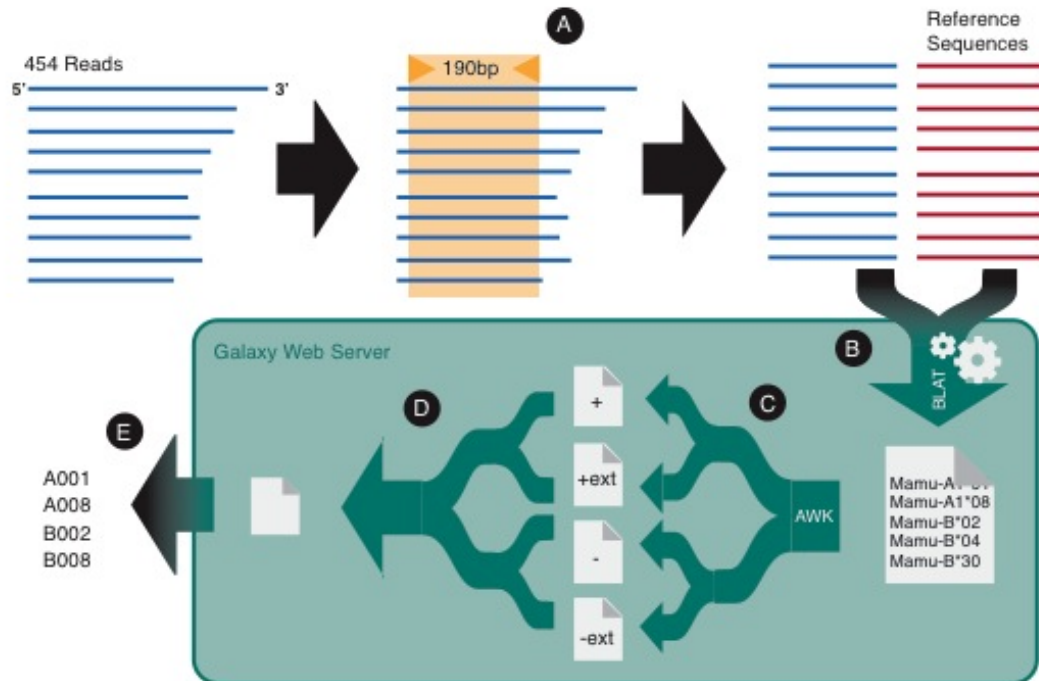 A
Reference
Sequences
454 Reads
190bp
5' 3'
Galaxy Web Server
B
BLAT
D
+
C
E
+ext
A001
A008
B002
B008
AWK
-
-ext
Mamu-A1*08
Mamu-B*02
Mamu-B*04
Mamu-B*30